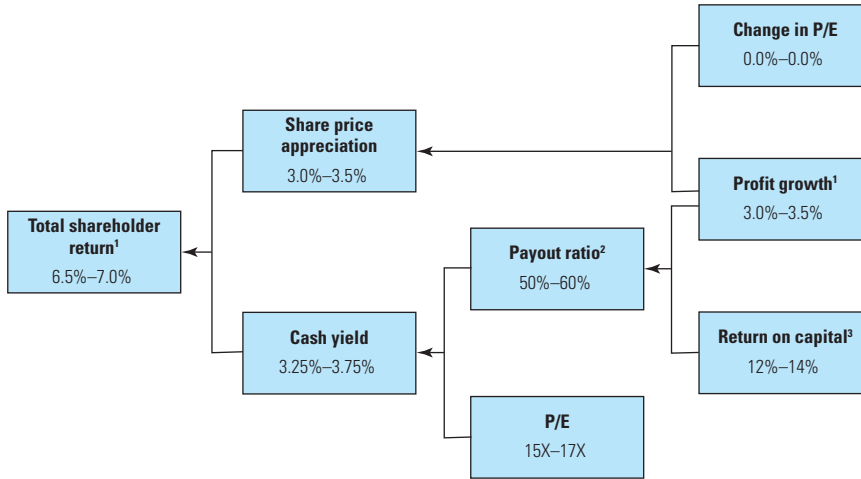 Change in P/E
0.0%–0.0%
Share price
appreciation
3.0%–3.5%
Profit growth¹
3.0%–3.5%
Total shareholder
return¹
6.5%–7.0%
Payout ratio²
50%–60%
Cash yield
3.25%–3.75%
Return on capital³
12%–14%
P/E
15X–17X